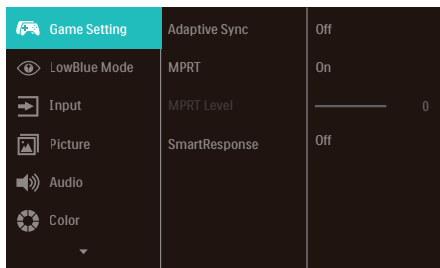 Game Setting Adaptive Sync Off
LowBlue Mode MPRT On
Input MPRT Level 0
Picture SmartResponse Off
Audio
Color